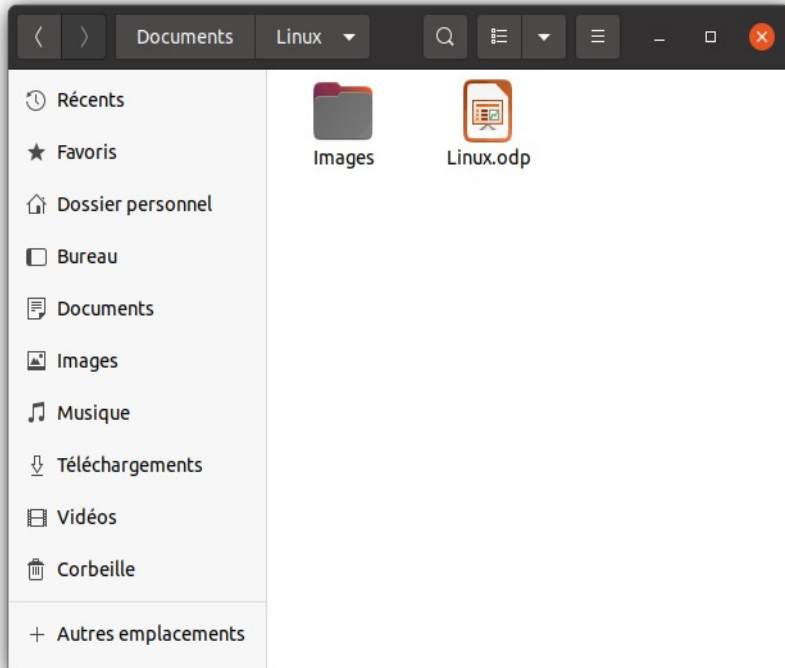 Documents
Linux
Récents
Favoris
Dossier personnel
Bureau
Documents
Images
Musique
Téléchargements
Vidéos
Corbeille
Autres emplacements
Images
Linux.odp